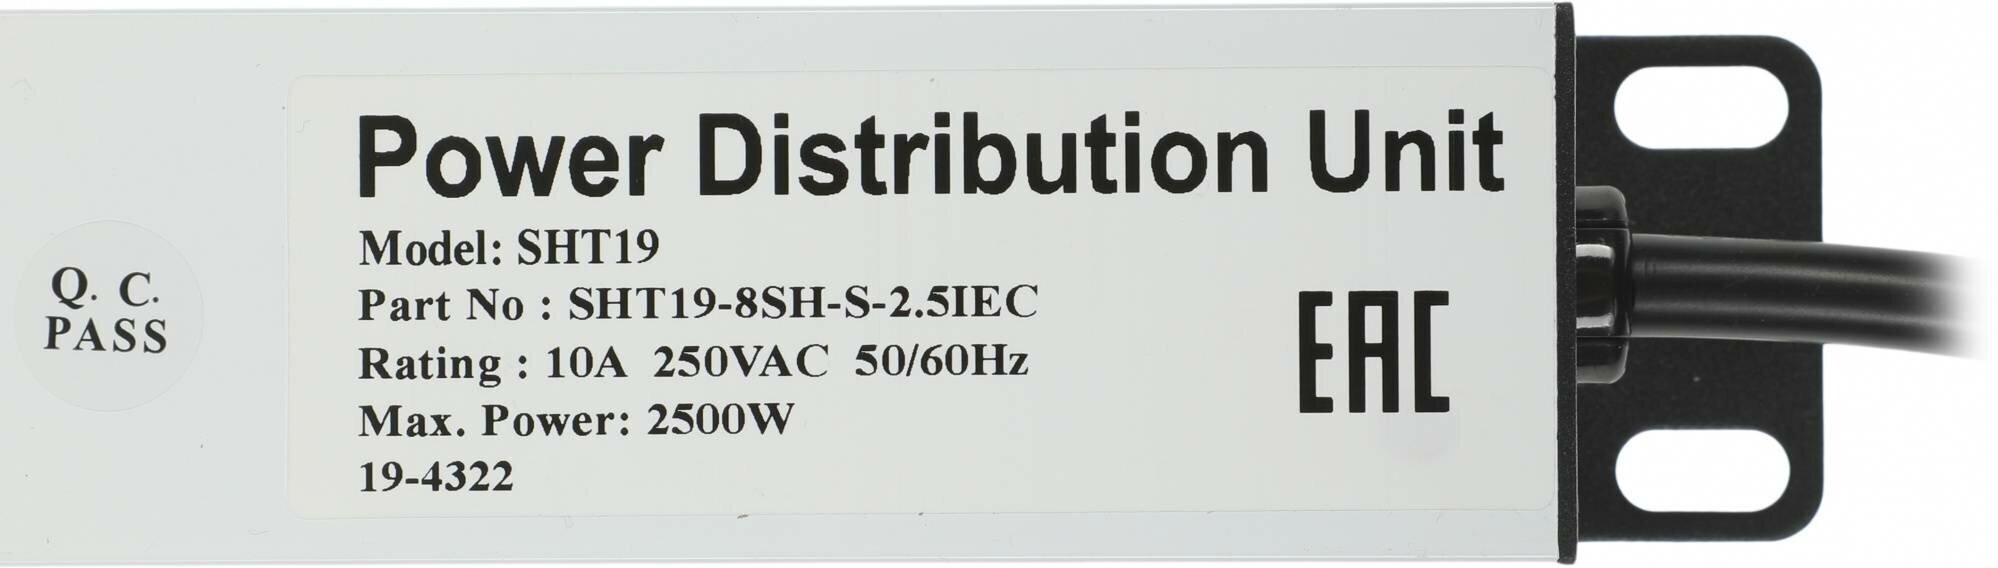 Power Distribution Unit
Model: SHT19
Part No : SHT19-8SH-S-2.5IEC
Rating : 10A 250VAC 50/60Hz
Max. Power: 2500W
19-4322
EAC
Q. C.
PASS